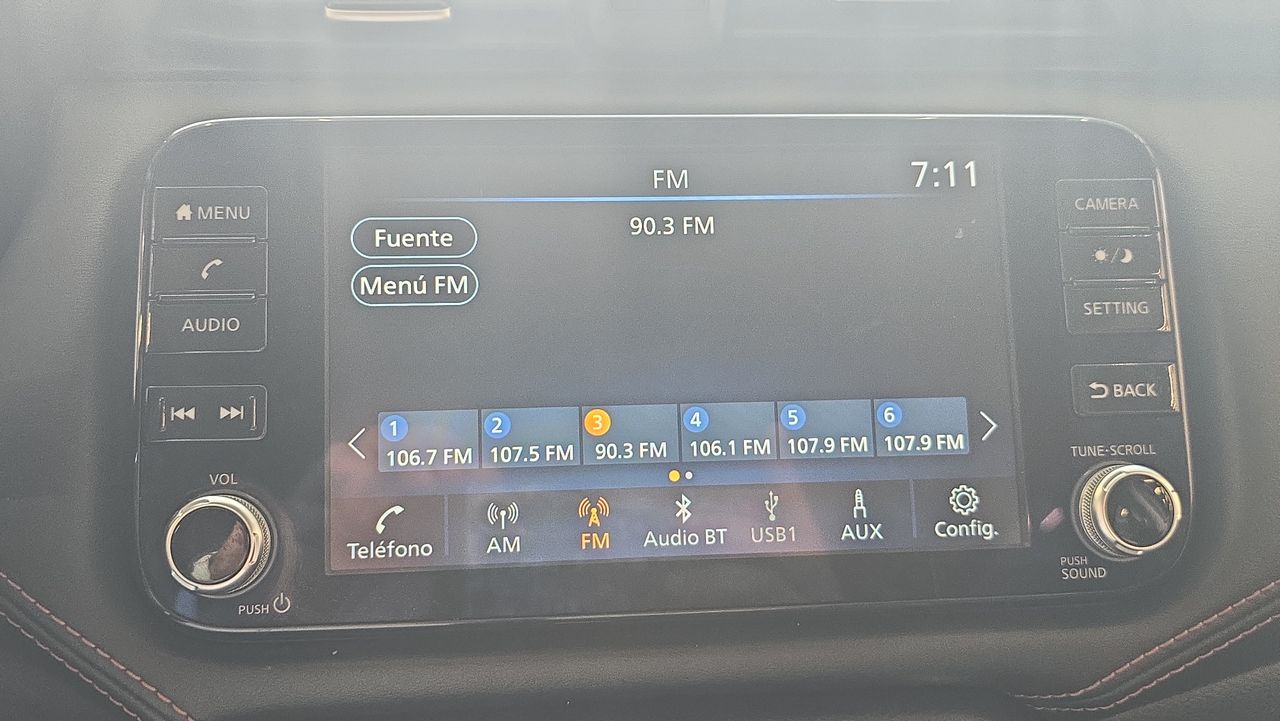 FM
7:11
90.3 FM
Fuente
Menú FM
MENU
AUDIO
VOL
PUSH
CAMERA
SETTING
BACK
TUNE·SCROLL
PUSH
SOUND
1 2 3 4 5 6
106.7 FM 107.5 FM 90.3 FM 106.1 FM 107.9 FM 107.9 FM
Teléfono AM FM Audio BT USB1 AUX Config.